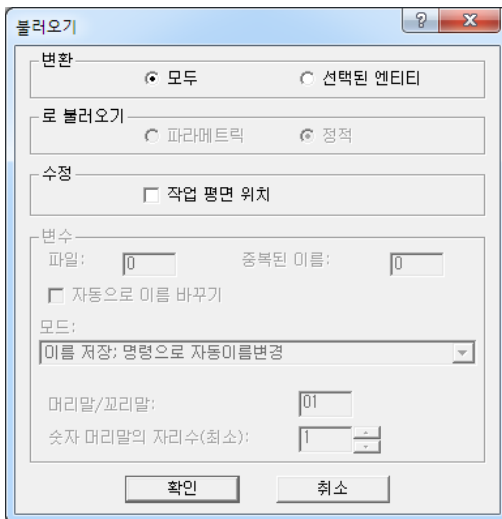 불러오기
변환
모두 선택된 엔티티
로 불러오기
파라메트릭 정적
수정
작업 평면 위치
변수
파일: 0 중복된 이름: 0
자동으로 이름 바꾸기
모드:
이름 저장; 명령으로 자동이름변경
머리말/꼬리말: 01
숫자 머리말의 자리수(최소): 1
확인 취소